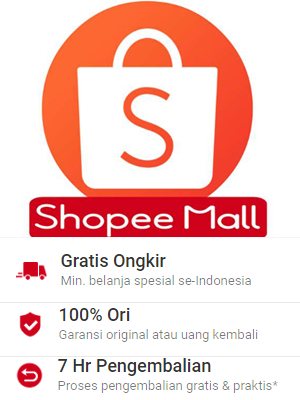 S
Shopee Mall
Gratis Ongkir
Min. belanja spesial se-Indonesia
100% Ori
Garansi original atau uang kembali
7 Hr Pengembalian
Proses pengembalian gratis & praktis*